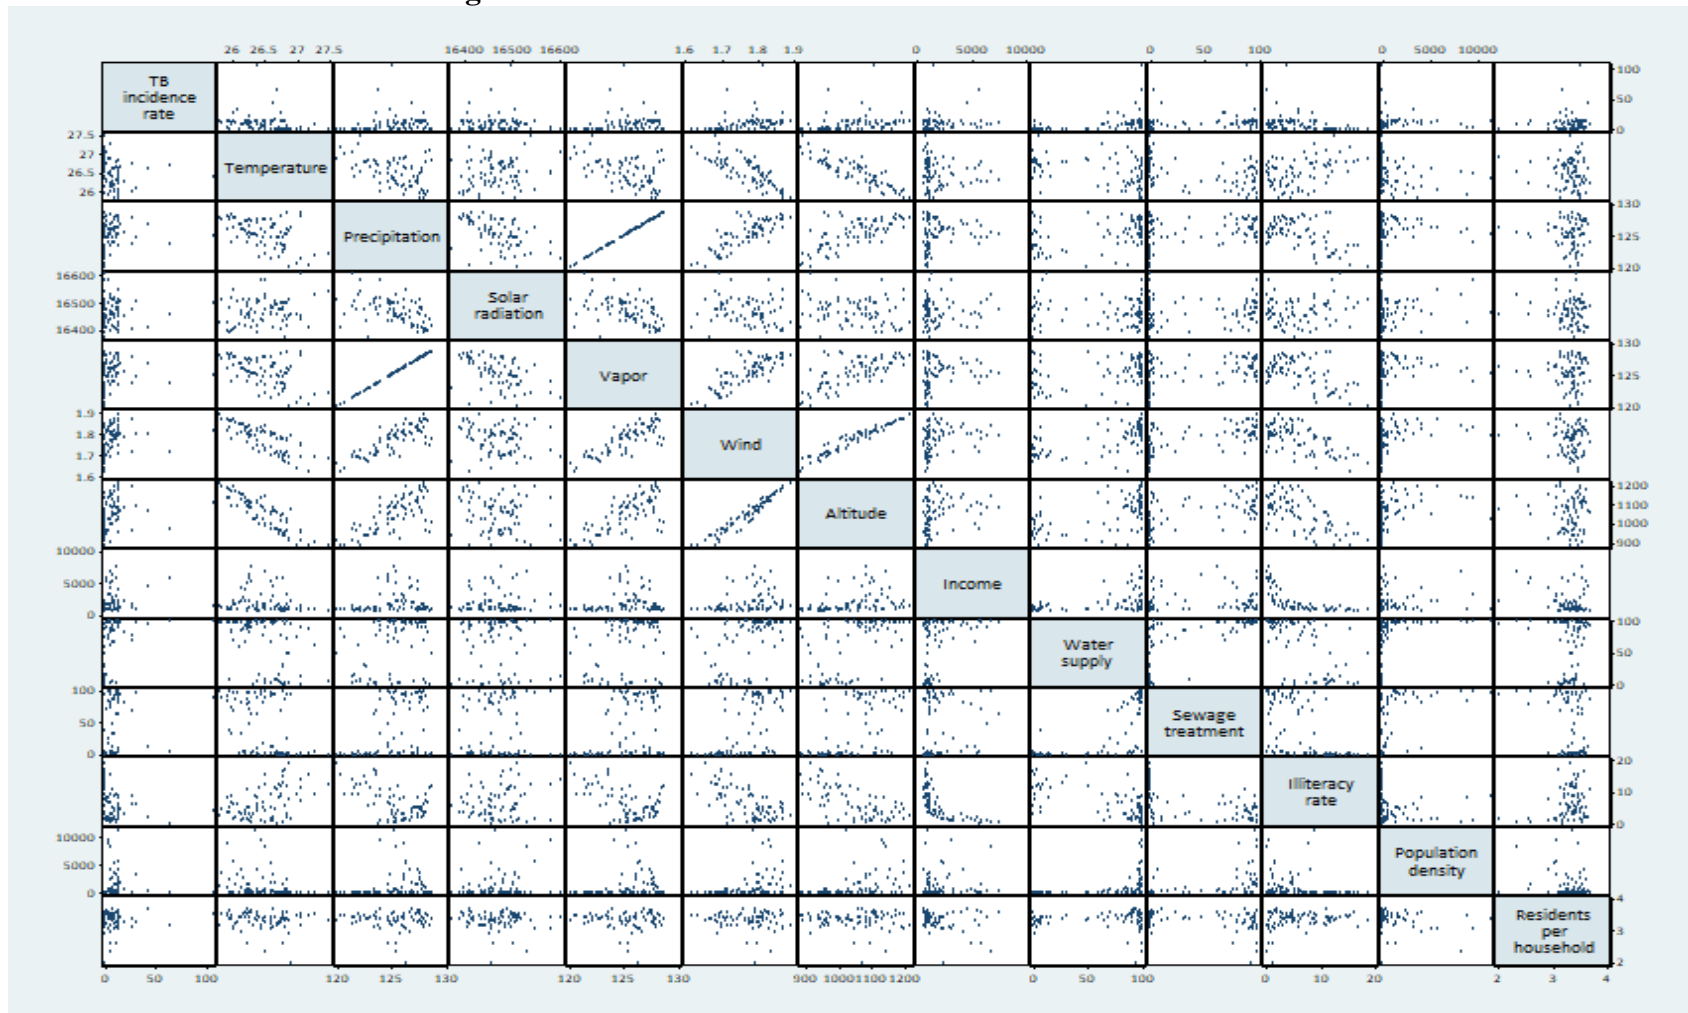 26 26.5 27 27.5 16400 16500 16600 1.6 1.7 1.8 1.9 0 5000 10000 0 50 100 0 5000 10000
TB
incidence
rate
100
50
0
27.5
27
26.5
26
Temperature
Precipitation
130
125
120
16600
16500
16400
Solar
radiation
Vapor
130
125
120
1.9
1.8
1.7
1.6
Wind
Altitude
1200
1100
1000
900
10000
5000
0
Income
Water
supply
100
50
0
100
50
0
Sewage
treatment
Illiteracy
rate
20
10
0
10000
5000
0
Population
density
Residents
per
household
4
3
2
0 50 100 120 125 130 120 125 130 900 1000 1100 1200 0 50 100 0 10 20 2 3 4